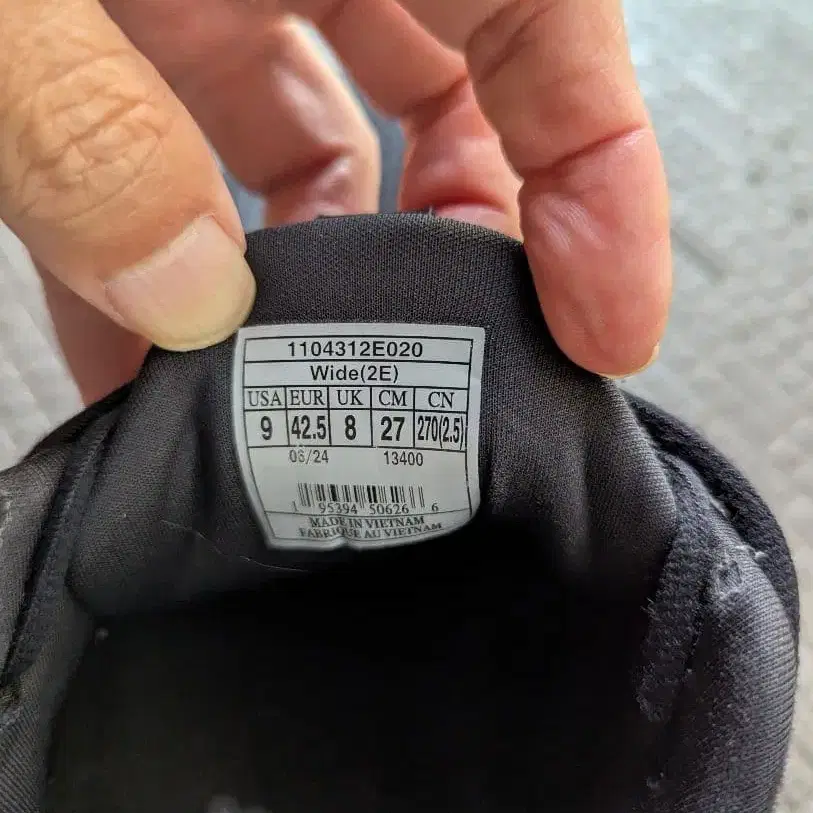 1104312E020
Wide(2E)
USA EUR UK CM CN
9 42.5 8 27 270(2.5)
06/24 13400
1 95394 50626 6
MADE IN VIETNAM
FABRIQUE AU VIETNAM